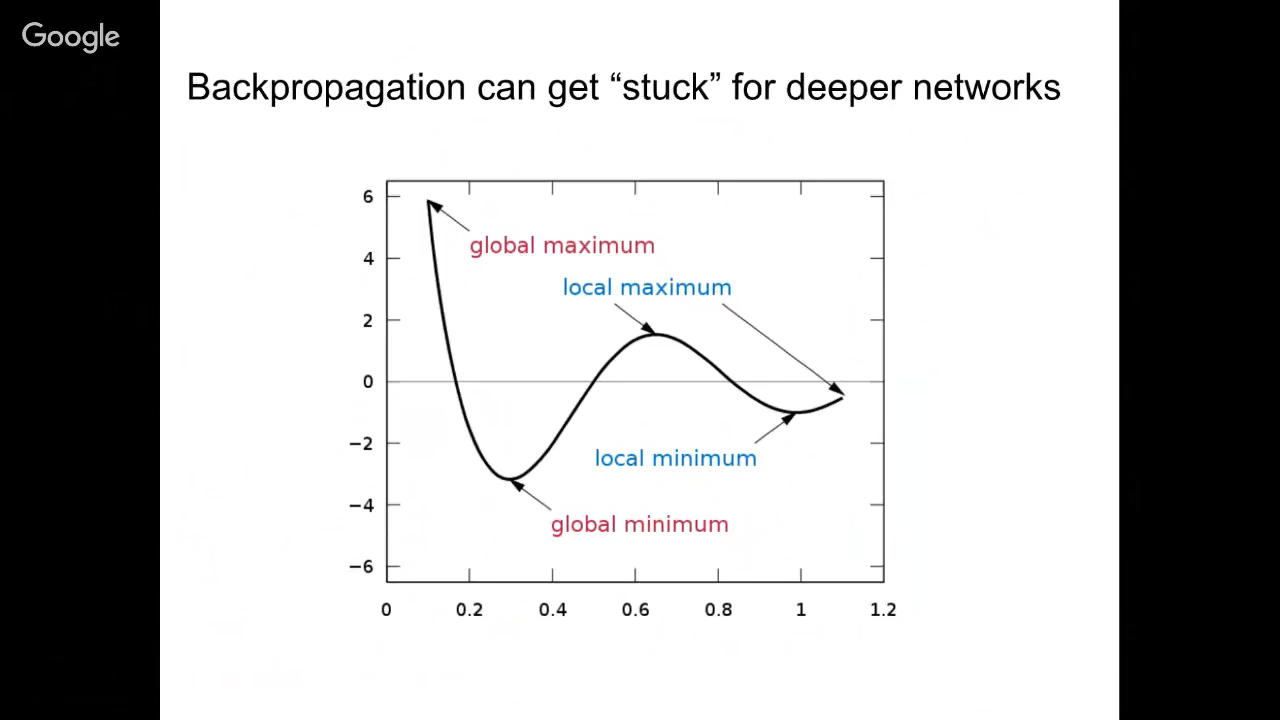 Google
Backpropagation can get “stuck” for deeper networks
6
global maximum
4
local maximum
2
0
−2
local minimum
−4
global minimum
−6
0 0.2 0.4 0.6 0.8 1 1.2